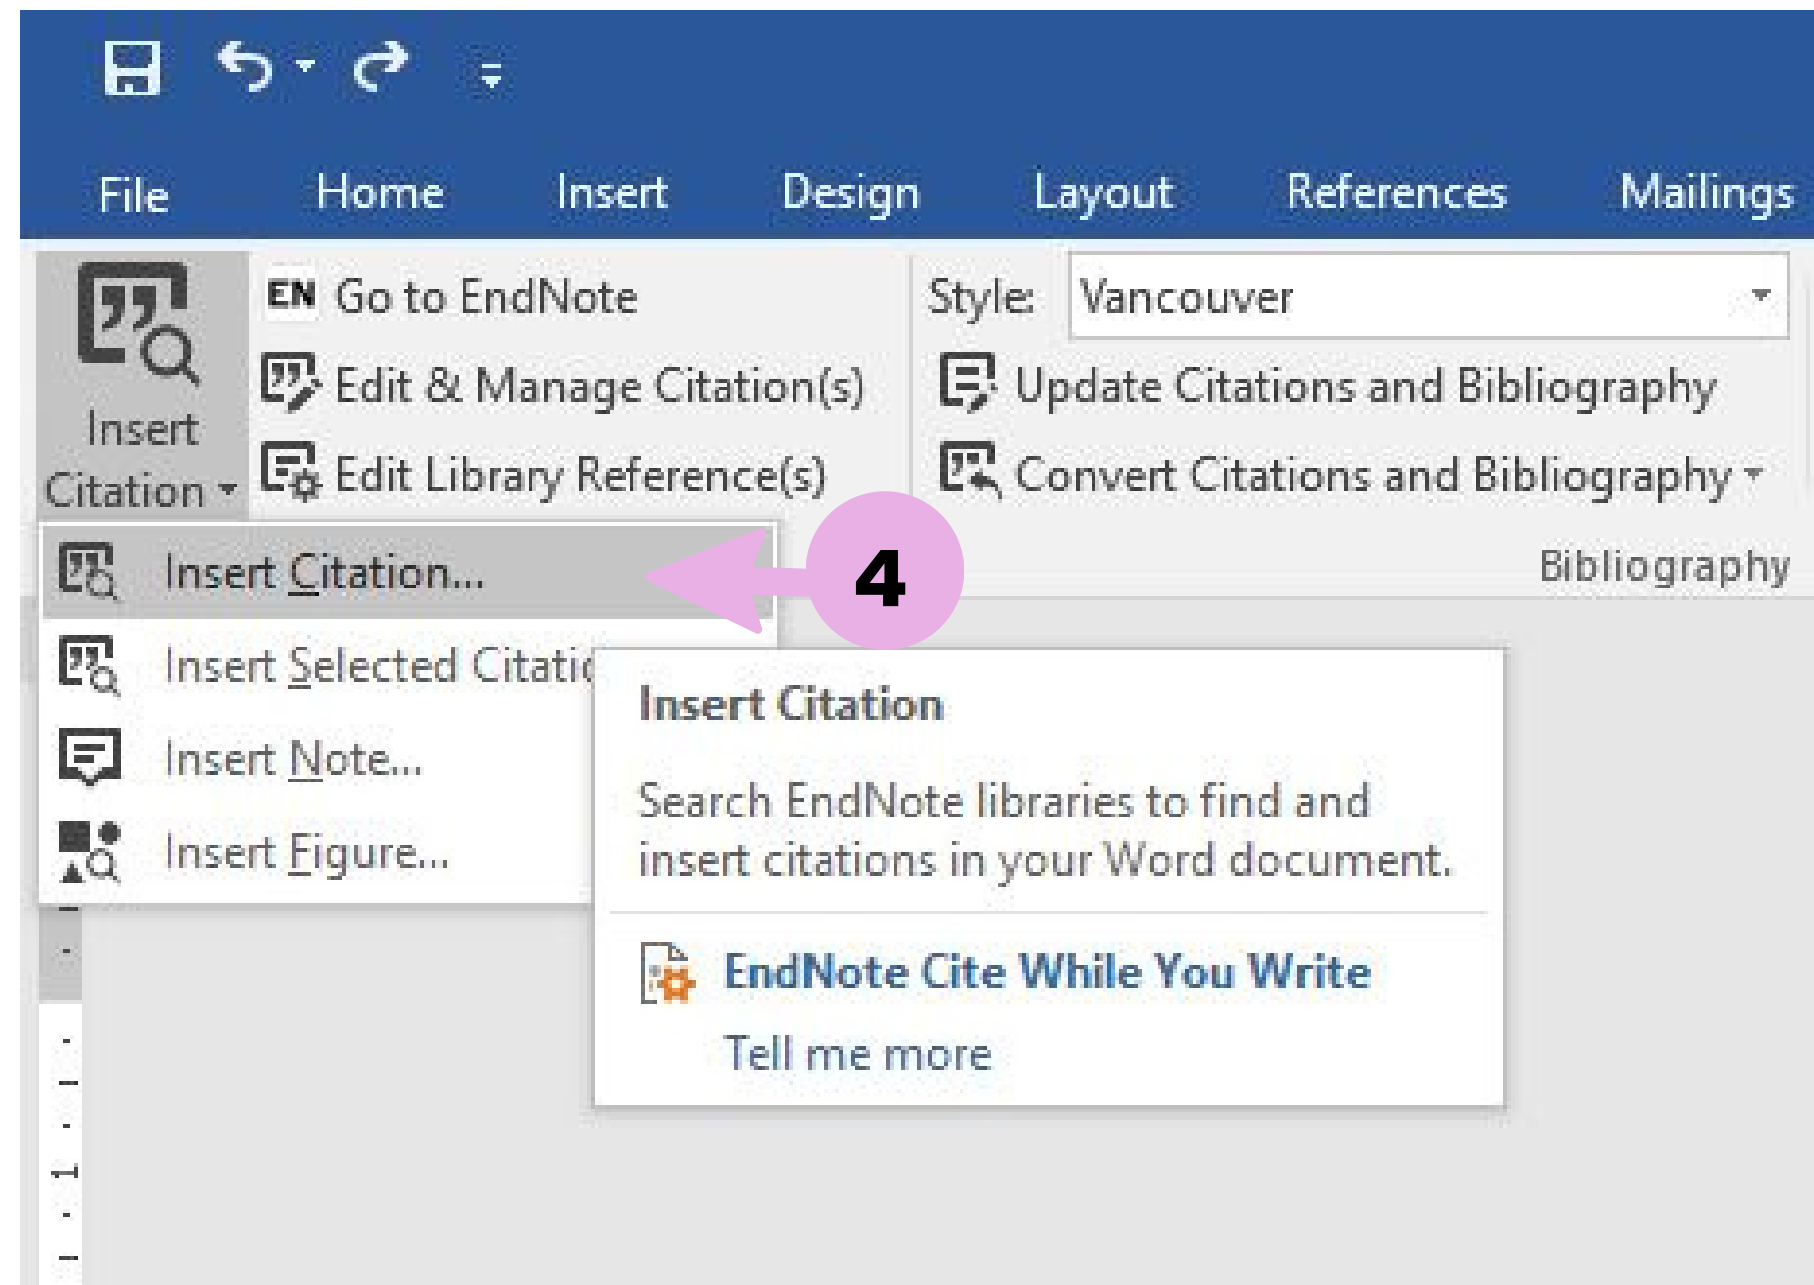 File Home Insert Design Layout References Mailings
Insert
Citation
EN Go to EndNote
Edit & Manage Citation(s)
Edit Library Reference(s)
Style: Vancouver
Update Citations and Bibliography
Convert Citations and Bibliography
Bibliography
Insert Citation...
4
Insert Selected
Insert Note...
Insert Figure...
Insert Citation
Search EndNote libraries to find and
insert citations in your Word document.
EndNote Cite While You Write
Tell me more
1